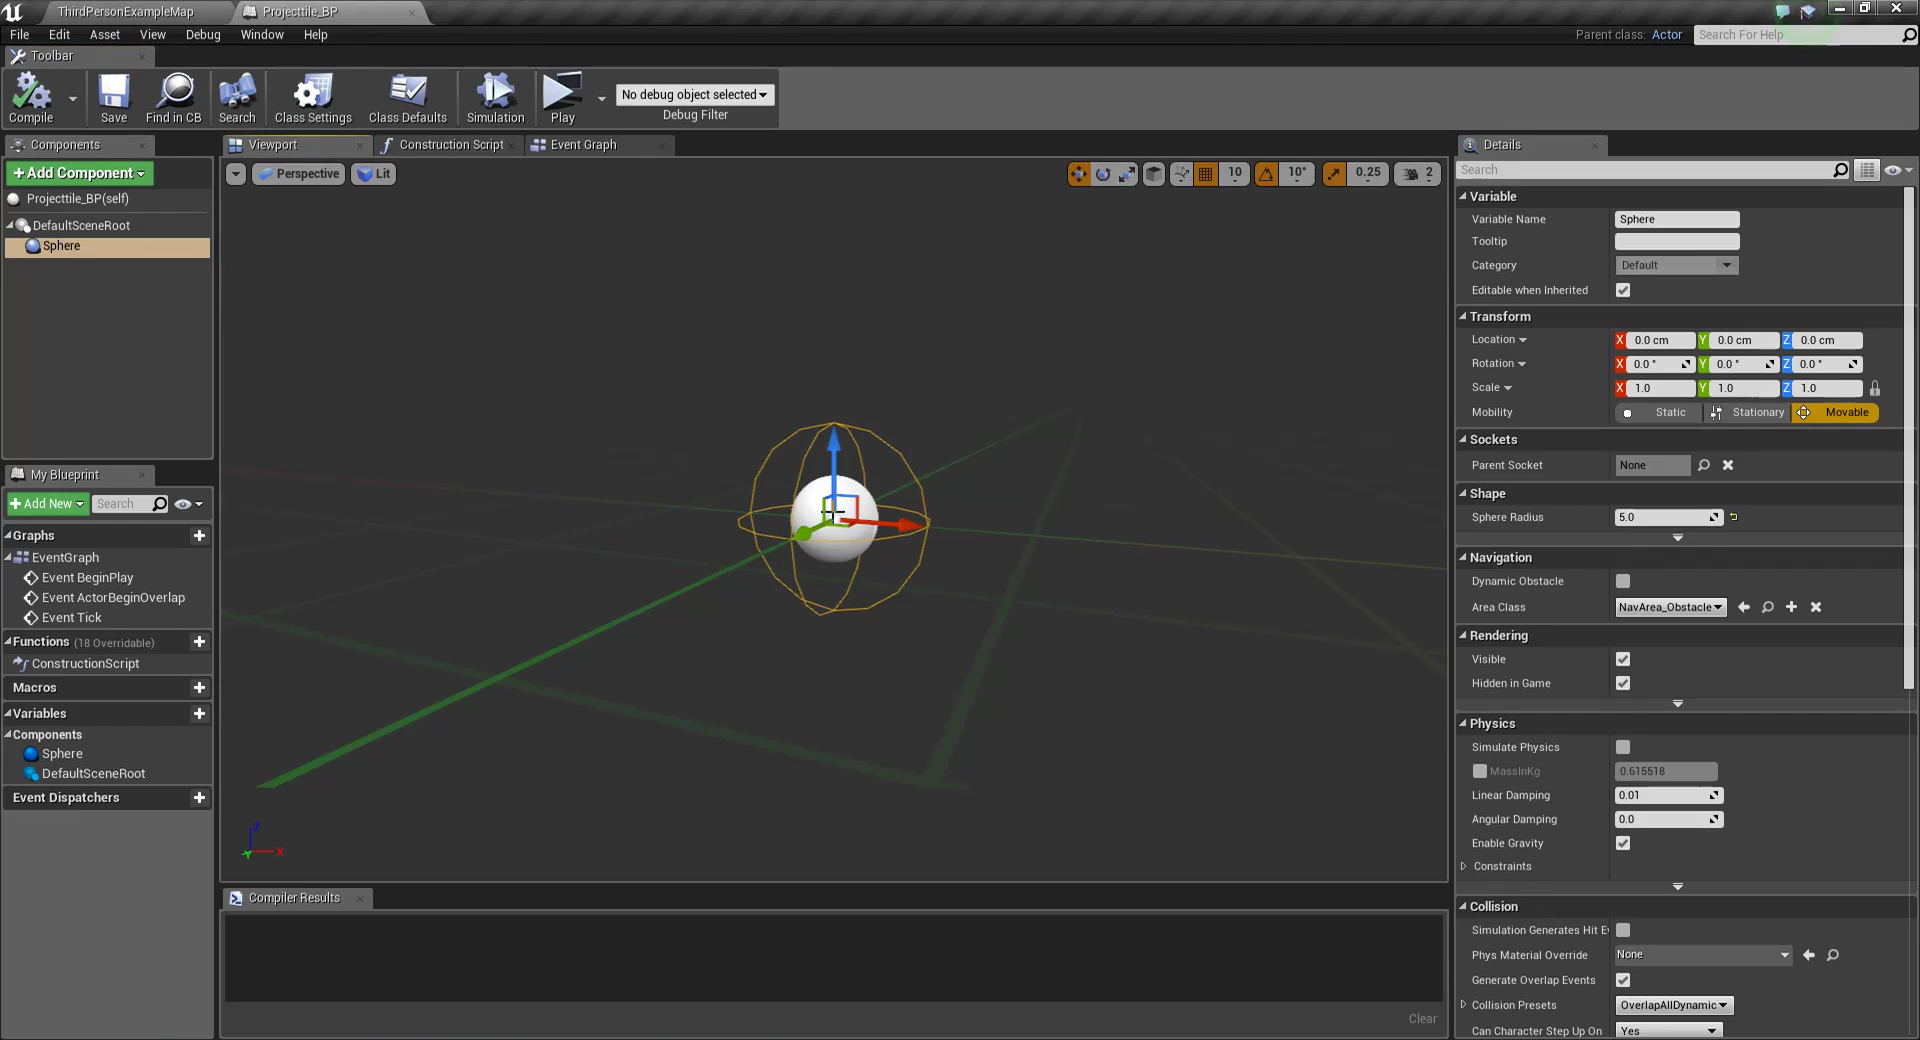 ThirdPersonExampleMap
Projecttile_BP
File Edit Asset View Debug Window Help
Parent class: Actor
Search For Help
Toolbar
Compile
Save
Find in CB
Search
Class Settings
Class Defaults
Simulation
Play
No debug object selected
Debug Filter
Components
+Add Component
Projecttile_BP(self)
DefaultSceneRoot
Sphere
My Blueprint
+Add New
Search
Graphs
EventGraph
Event BeginPlay
Event ActorBeginOverlap
Event Tick
Functions (18 Overridable)
ConstructionScript
Macros
Variables
Components
Sphere
DefaultSceneRoot
Event Dispatchers
Viewport
Construction Script
Event Graph
Perspective
Lit
10
10°
0.25
2
Z
X
Y
Compiler Results
Clear
Details
Search
Variable
Variable Name Sphere
Tooltip
Category Default
Editable when Inherited
Transform
Location X 0.0 cm Y 0.0 cm Z 0.0 cm
Rotation X 0.0 ° Y 0.0 ° Z 0.0 °
Scale X 1.0 Y 1.0 Z 1.0
Mobility Static Stationary Movable
Sockets
Parent Socket None
Shape
Sphere Radius 5.0
Navigation
Dynamic Obstacle
Area Class NavArea_Obstacle
Rendering
Visible
Hidden in Game
Physics
Simulate Physics
MassInKg 0.615518
Linear Damping 0.01
Angular Damping 0.0
Enable Gravity
Constraints
Collision
Simulation Generates Hit Ev
Phys Material Override None
Generate Overlap Events
Collision Presets OverlapAllDynamic
Can Character Step Up On Yes